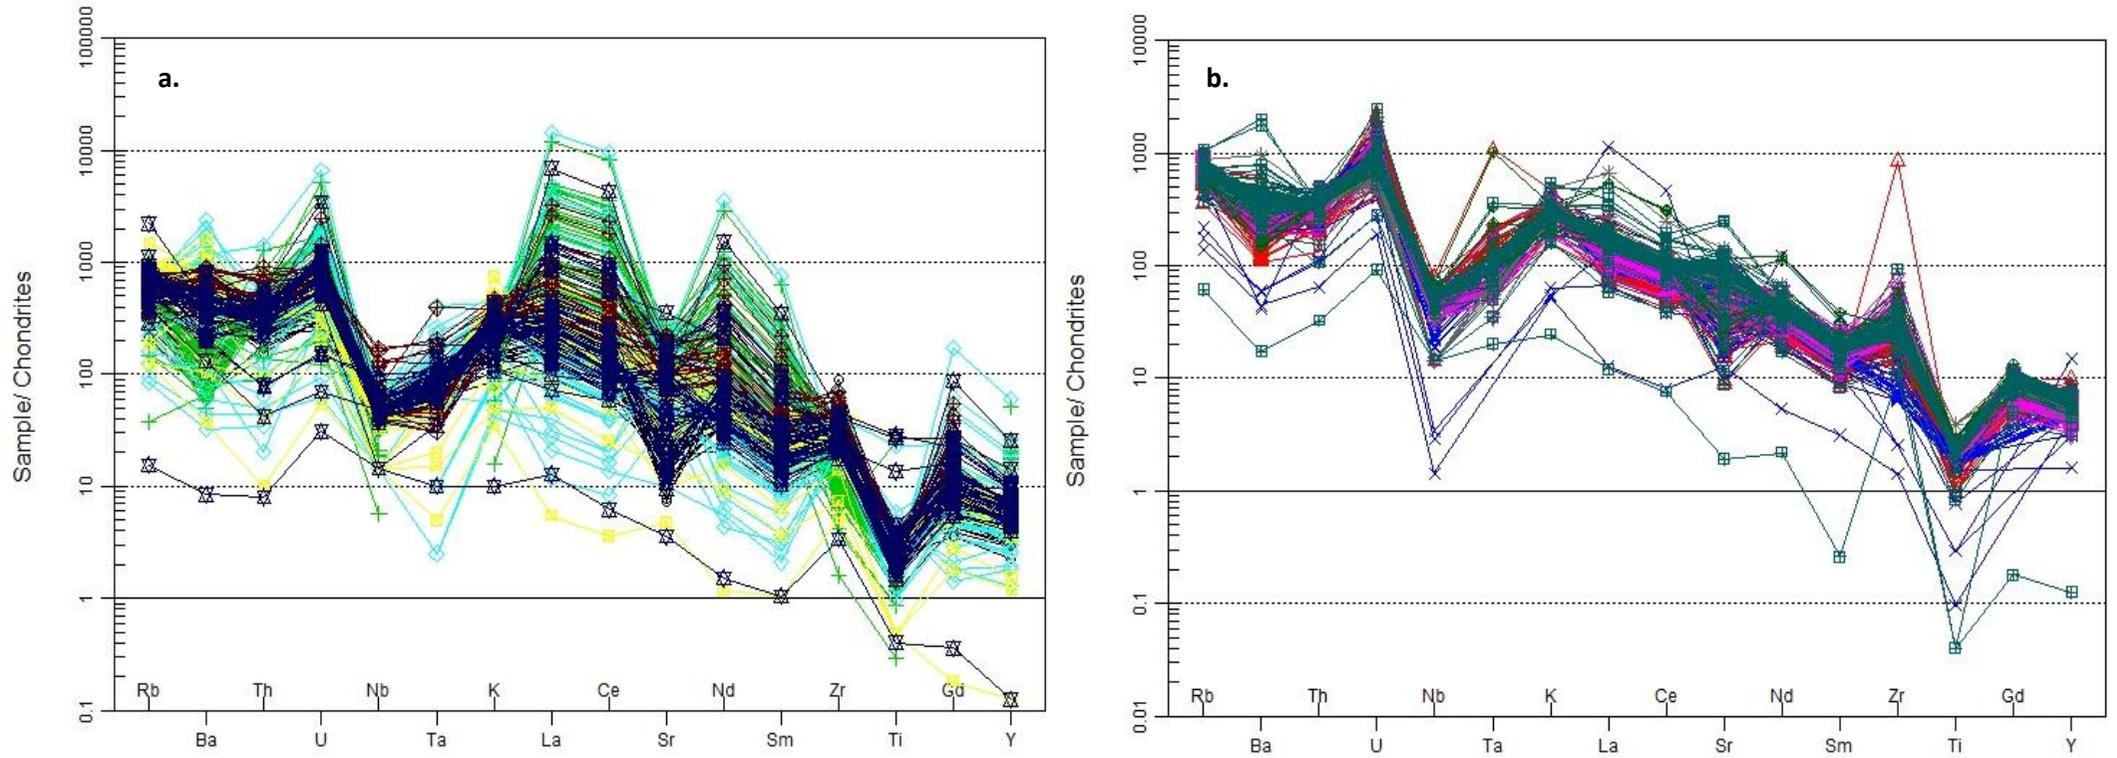 a.
Sample/ Chondrites
100000
10000
1000
100
10
1
0.1
Rb Th Nb K Ce Nd Zr Gd
Ba U Ta La Sr Sm Ti Y
b.
Sample/ Chondrites
10000
1000
100
10
1
0.1
0.01
Rb Th Nb K Ce Nd Zr Gd
Ba U Ta La Sr Sm Ti Y